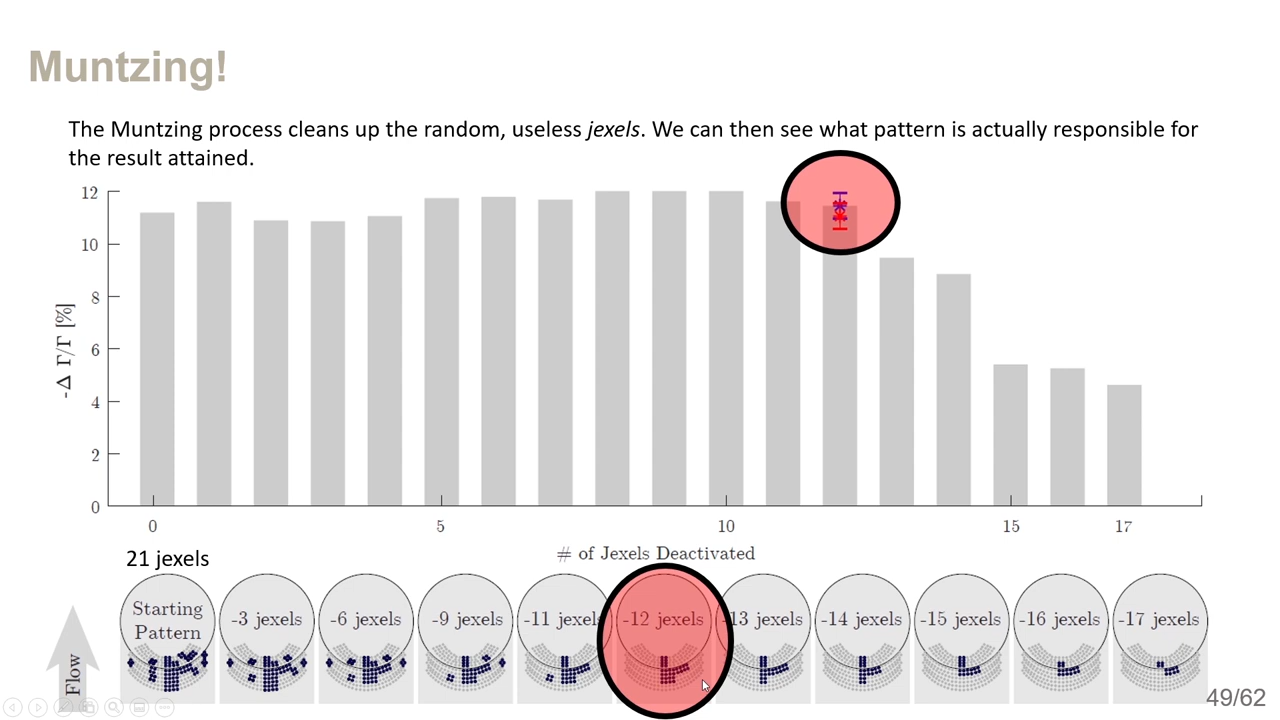 Muntzing!
The Muntzing process cleans up the random, useless jexels. We can then see what pattern is actually responsible for
the result attained.
12
10
8
6
4
2
0
-Δ Γ/Γ [%]
0 5 10 15 17
# of Jexels Deactivated
21 jexels
Flow
Starting
Pattern
-3 jexels
-6 jexels
-9 jexels
-11 jexels
-12 jexels
-13 jexels
-14 jexels
-15 jexels
-16 jexels
-17 jexels
49/62